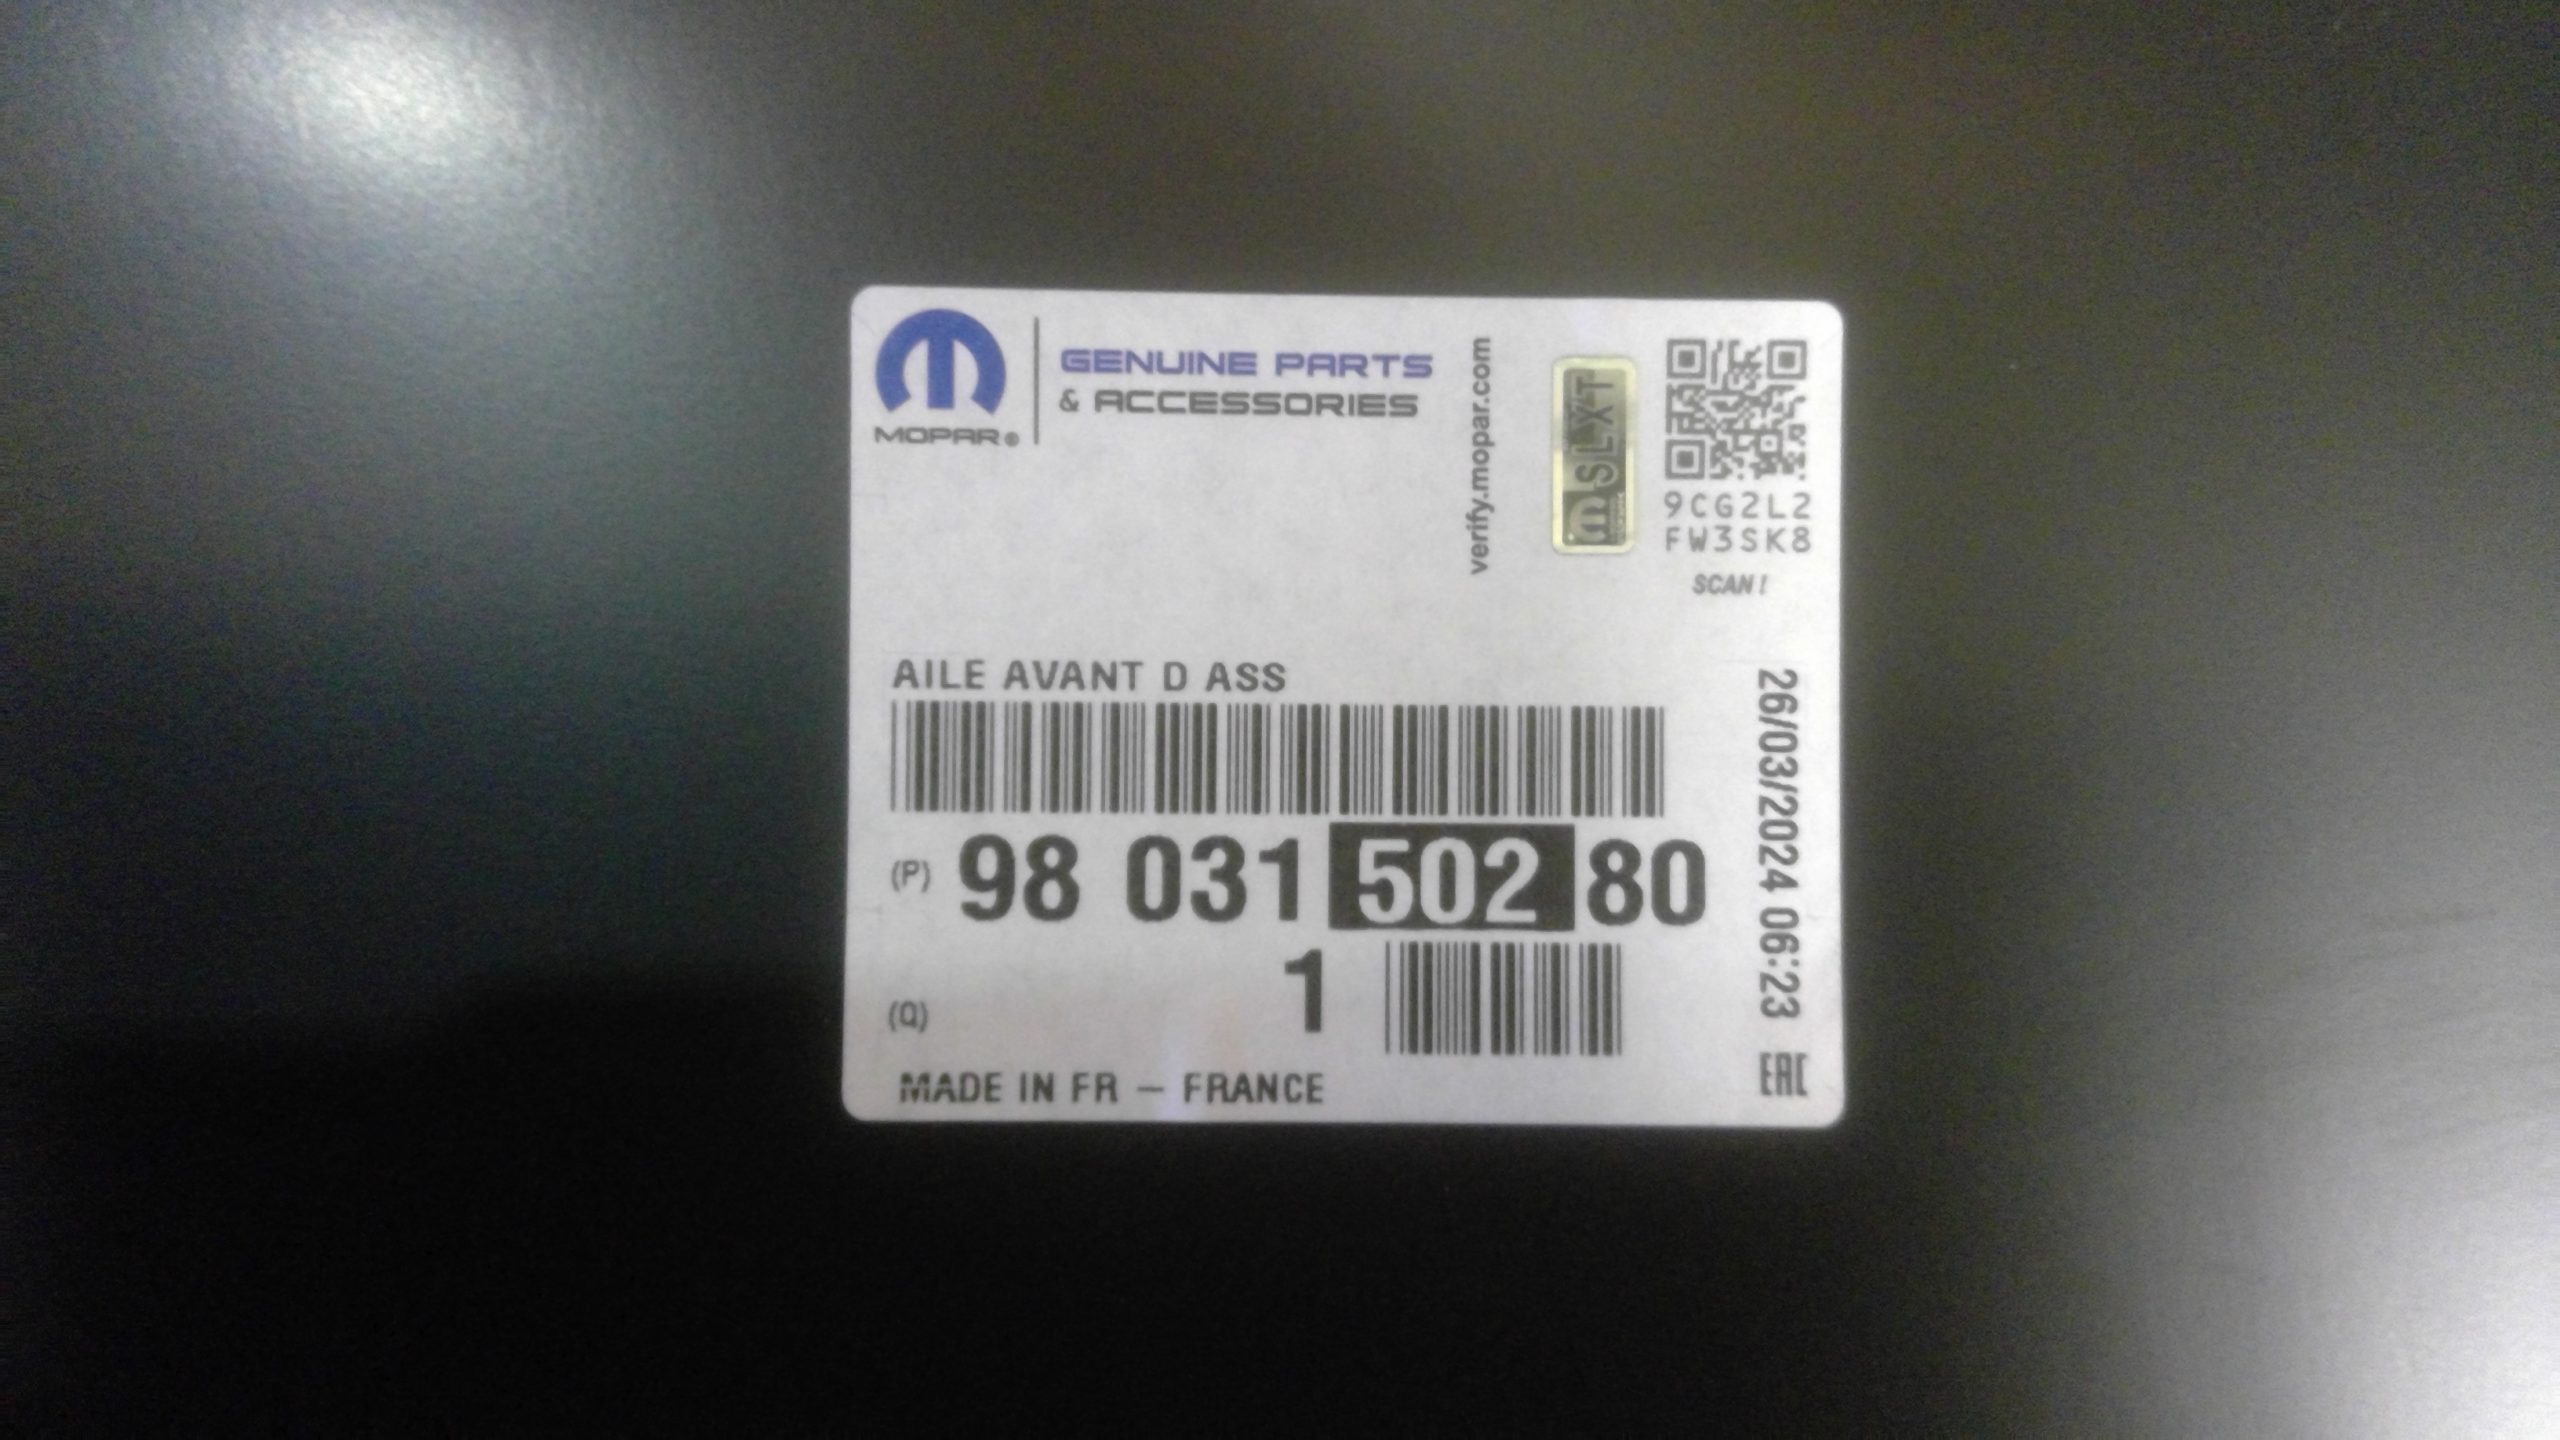 MOPAR®
GENUINE PARTS
& ACCESSORIES
verify.mopar.com
SLXT
9CG2L2
FW3SK8
SCAN!
AILE AVANT D ASS
(P) 98 031 502 80
(Q) 1
MADE IN FR — FRANCE
26/03/2024 06:23
EAC